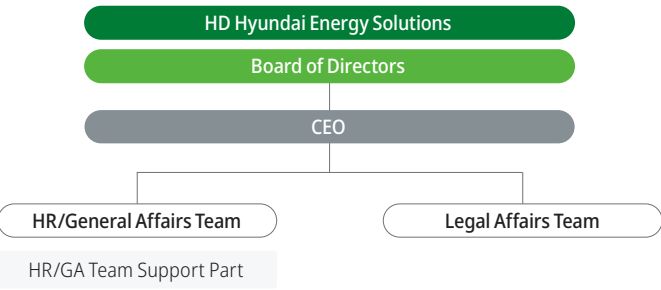 HD Hyundai Energy Solutions
Board of Directors
CEO
HR/General Affairs Team
Legal Affairs Team
HR/GA Team Support Part